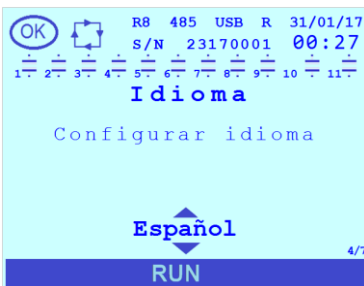 OK R8 485 USB R 31/01/17
S/N 23170001 00:27
1 2 3 4 5 6 7 8 9 10 11
Idioma
Configurar idioma
Español
4/7
RUN